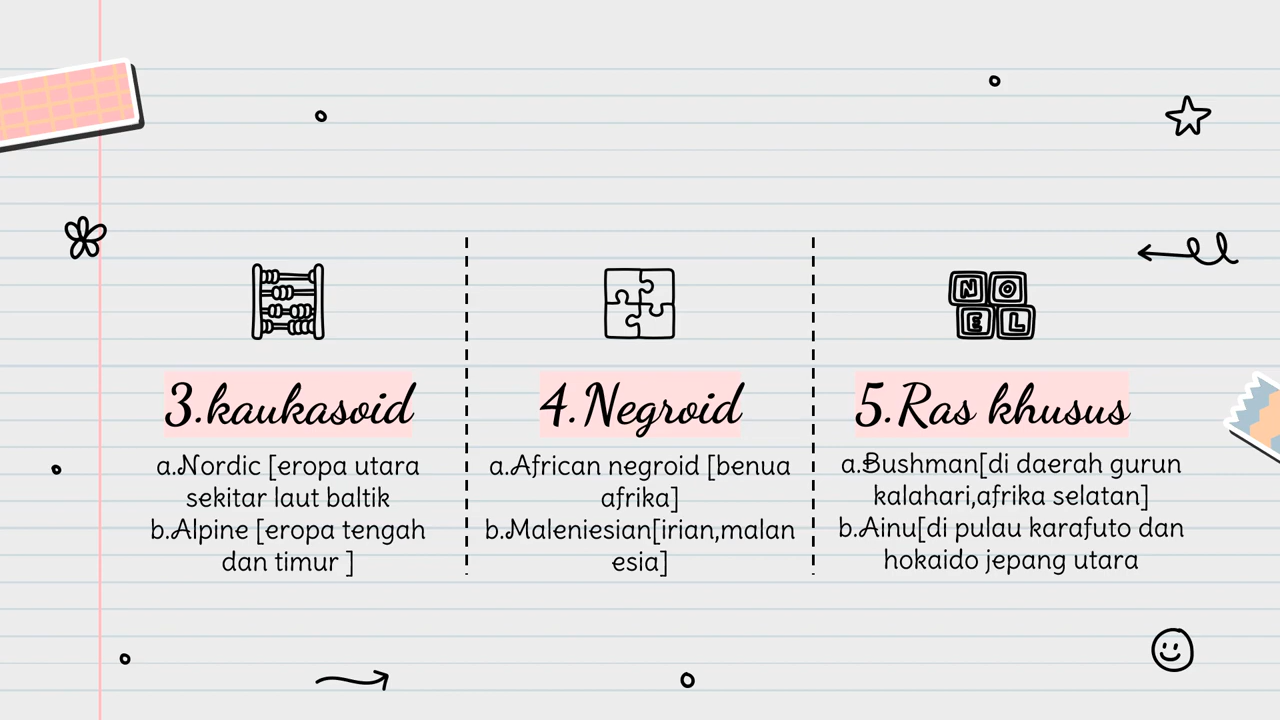 NO
EL
3.kaukasoid
a.Nordic [eropa utara
sekitar laut baltik
b.Alpine [eropa tengah
dan timur ]
4.Negroid
a.African negroid [benua
afrika]
b.Maleniesian[irian,malan
esia]
5.Ras khusus
a.Bushman[di daerah gurun
kalahari,afrika selatan]
b.Ainu[di pulau karafuto dan
hokaido jepang utara